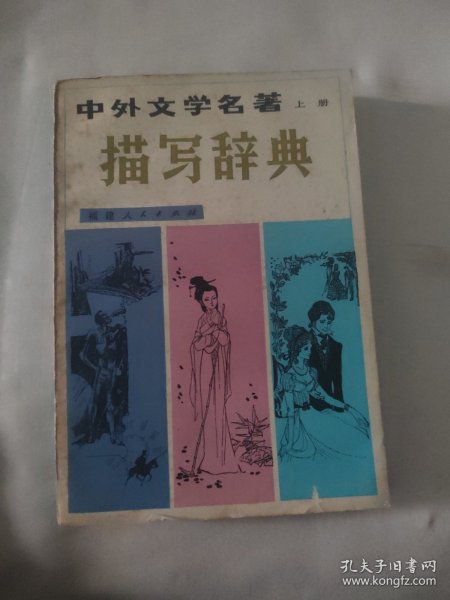 中外文学名著 上册
描写辞典
福建人民出版社
孔夫子旧书网
www.kongfz.com